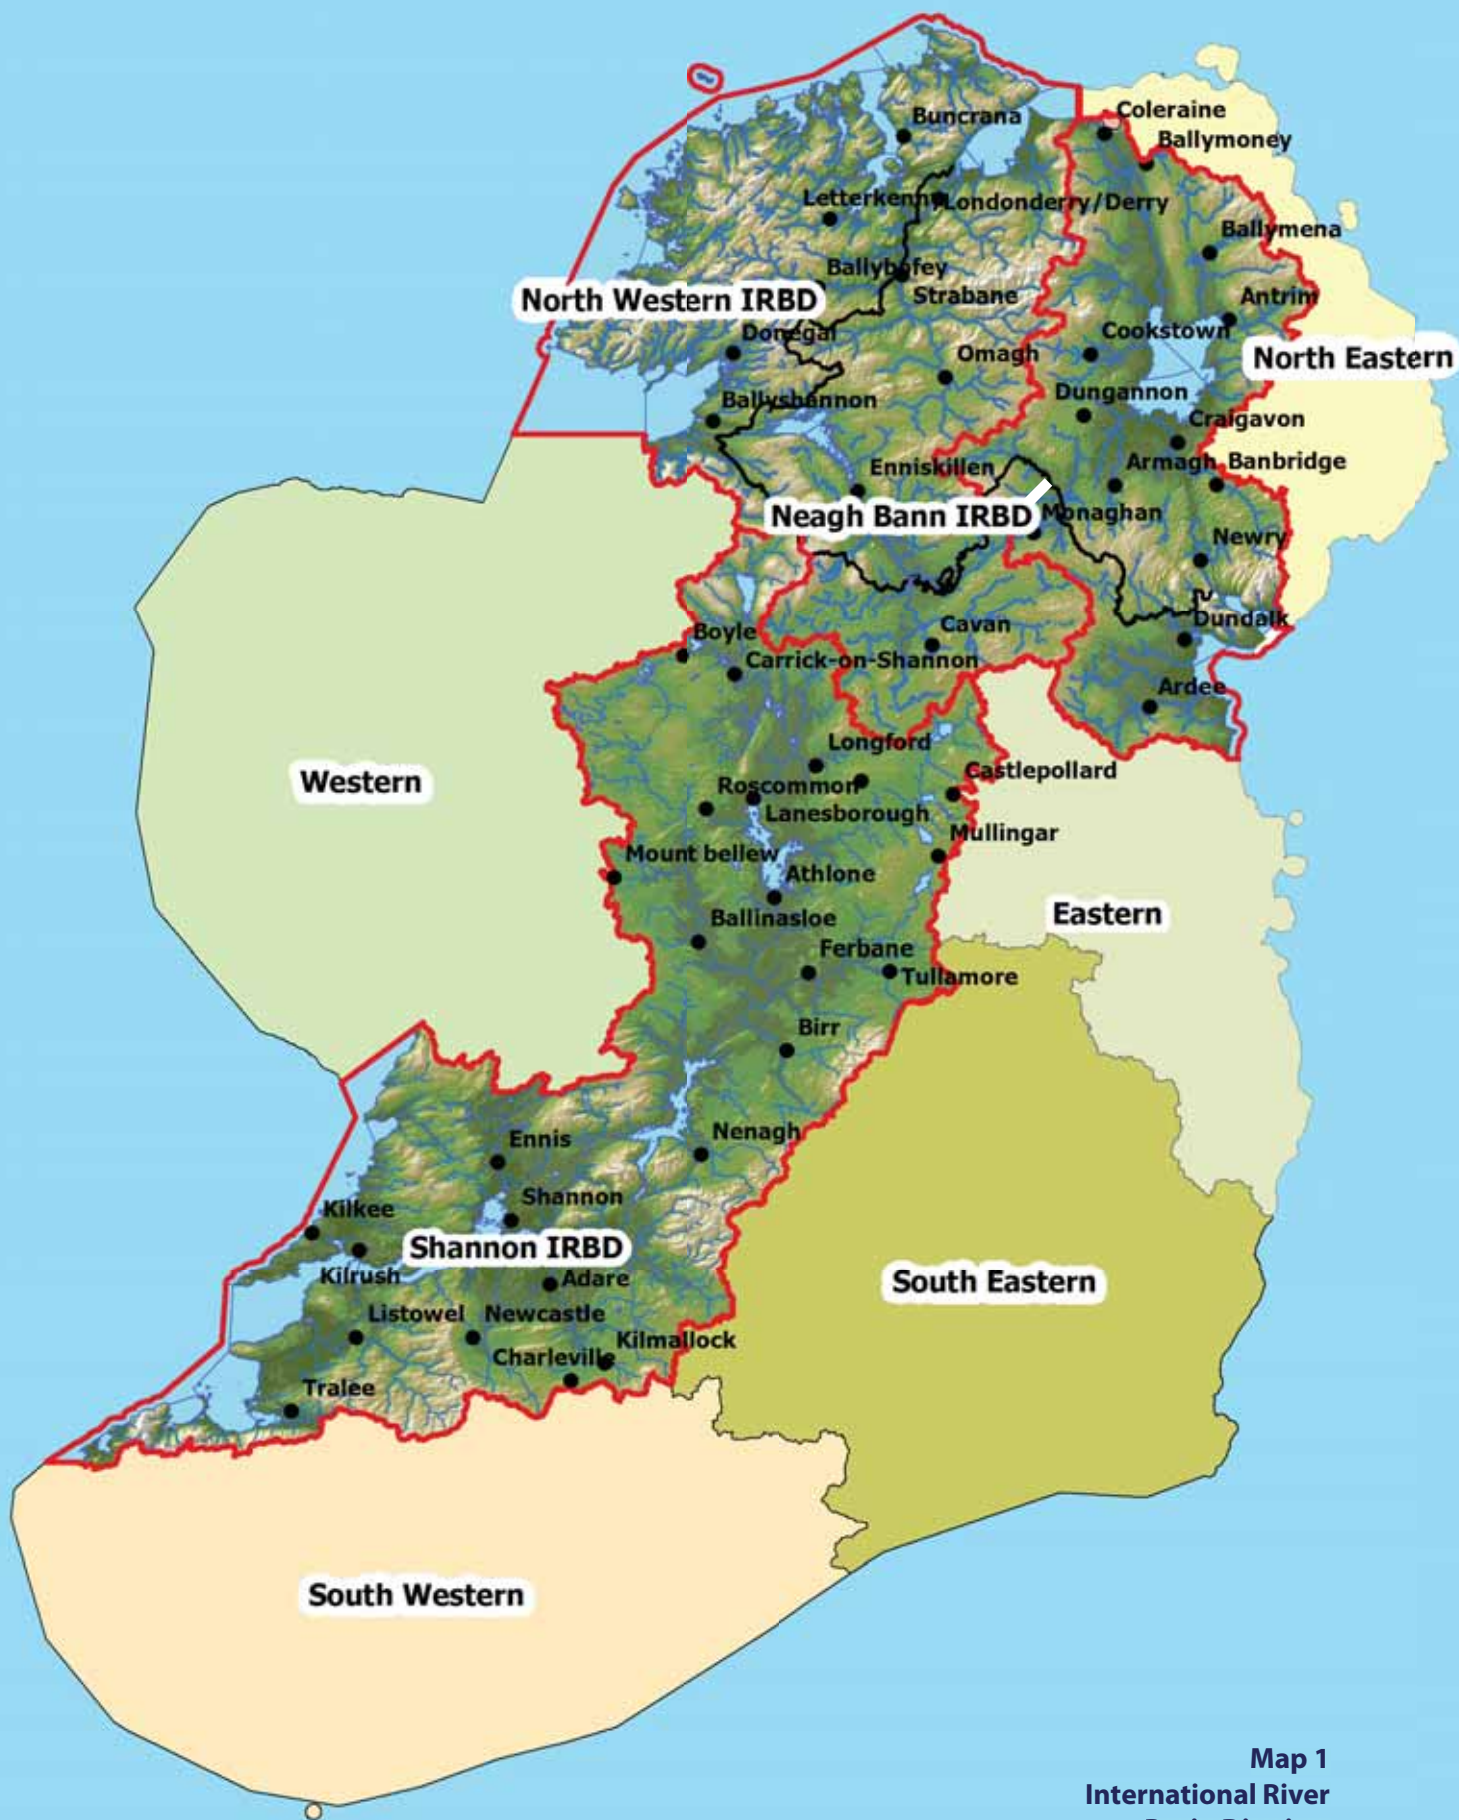 Buncrana
Coleraine
Ballymoney
Letterkenny
Londonderry/Derry
Ballymena
Ballybofey
Strabane
North Western IRBD
Antrim
Donegal
Cookstown
Omagh
North Eastern
Ballyshannon
Dungannon
Craigavon
Enniskillen
Armagh
Banbridge
Neagh Bann IRBD
Monaghan
Newry
Dundalk
Cavan
Boyle
Carrick-on-Shannon
Ardee
Longford
Castlepollard
Western
Roscommon
Lanesborough
Mullingar
Mount bellew
Athlone
Ballinasloe
Eastern
Ferbane
Tullamore
Birr
Nenagh
Ennis
Shannon
Kilkee
Shannon IRBD
Kilrush
Adare
South Eastern
Listowel
Newcastle
Kilmallock
Charleville
Tralee
South Western
Map 1
International River